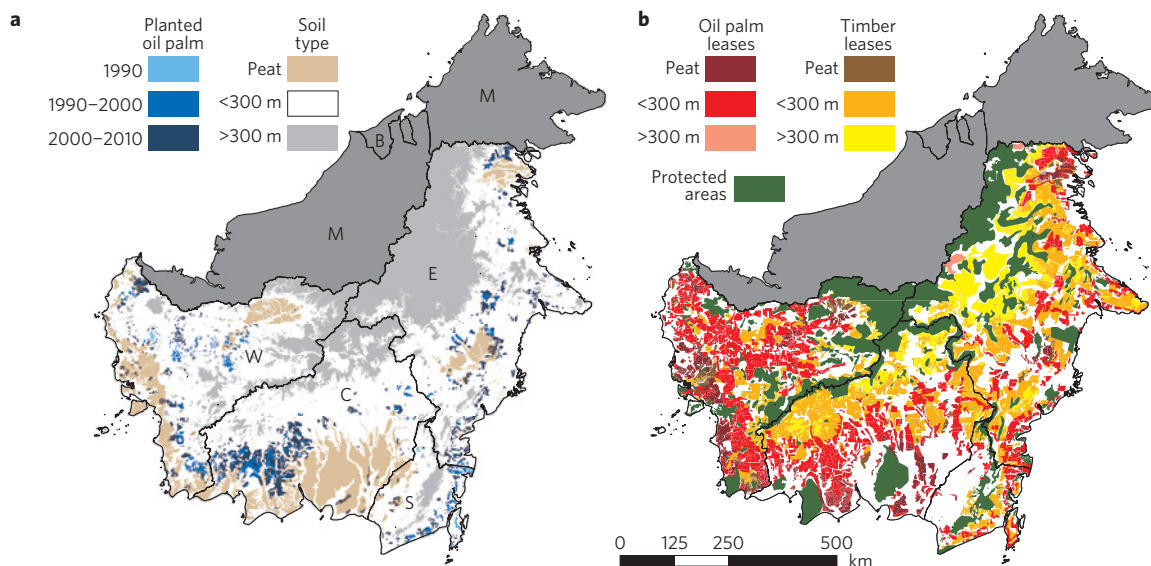 a
Planted
oil palm
Soil
type
1990
Peat
1990–2000
<300 m
2000–2010
>300 m
M
B
M
E
W
C
S
b
Oil palm
leases
Timber
leases
Peat
Peat
<300 m
<300 m
>300 m
>300 m
Protected
areas
0 125 250 500
km